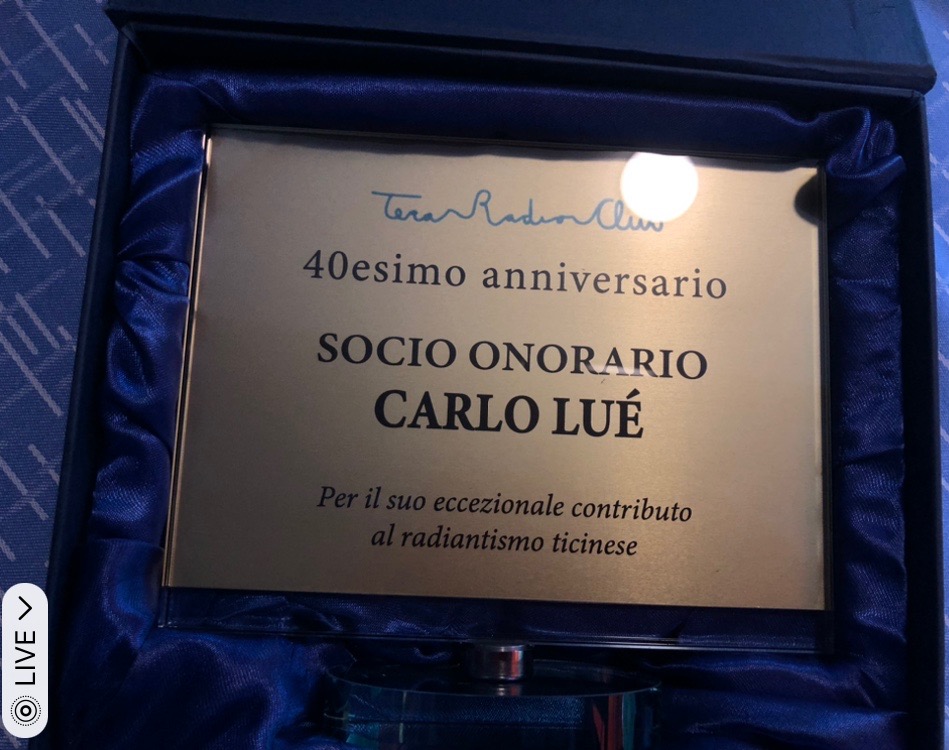 Tera Radio Club
40esimo anniversario
SOCIO ONORARIO
CARLO LUÉ
Per il suo eccezionale contributo
al radiantismo ticinese
LIVE